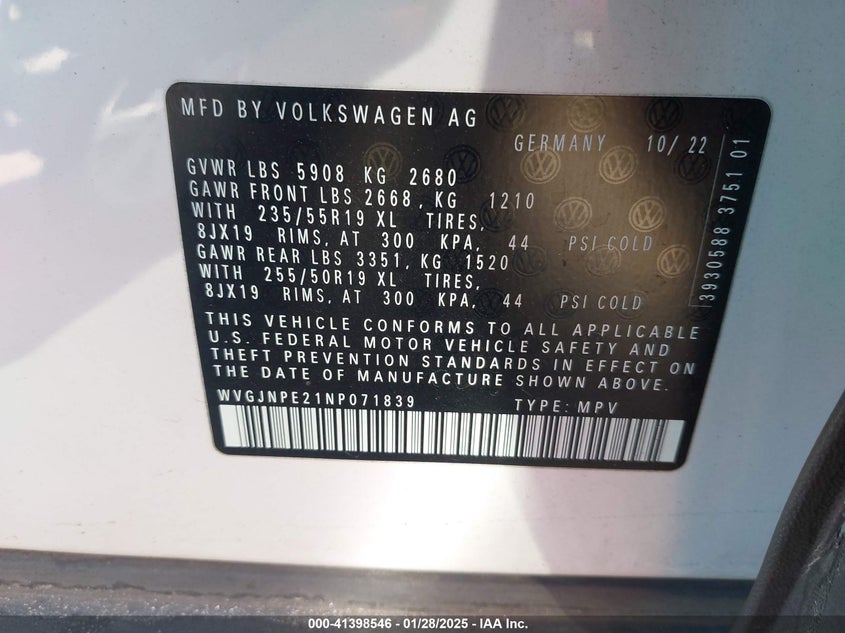 MFD BY VOLKSWAGEN AG
GERMANY 10/ 22
GVWR LBS 5908 KG 2680
GAWR FRONT LBS 2668, KG 1210
WITH 235/55R19 XL TIRES,
8JX19 RIMS, AT 300 KPA, 44 PSI COLD
GAWR REAR LBS 3351, KG 1520
WITH 255/50R19 XL TIRES,
8JX19 RIMS, AT 300 KPA, 44 PSI COLD
THIS VEHICLE CONFORMS TO ALL APPLICABLE
U.S. FEDERAL MOTOR VEHICLE SAFETY AND
THEFT PREVENTION STANDARDS IN EFFECT ON
THE DATE OF MANUFACTURE SHOWN ABOVE.
WVGJNPE21NP071839 TYPE: MPV
3930588 3751 01
000-41398546 - 01/28/2025 - IAA Inc.